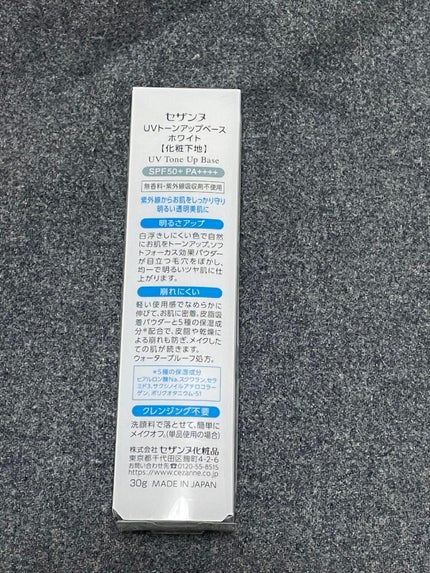 セザンヌ
UVトーンアップベース
ホワイト
【化粧下地】
UV Tone Up Base
SPF50+ PA++++
無香料・紫外線吸収剤不使用
紫外線からお肌をしっかり守り
明るい透明美肌に
明るさアップ
白浮きしにくい色で自然
にお肌をトーンアップ。ソフ
トフォーカス効果パウダー
が目立つ毛穴をぼかし、
均一で明るいツヤ肌に仕
上がります。
崩れにくい
軽い使用感でなめらかに
伸びて、お肌に密着。皮脂吸
着パウダーと5種の保湿成
分*配合で、皮脂や乾燥に
よる崩れも防ぎ、メイクした
ての肌が続きます。
ウォータープルーフ処方。
*5種の保湿成分
ヒアルロン酸Na、スクワラン、セラ
ミド3、サクシノイルアテロコラー
ゲン、ポリクオタニウム-51
クレンジング不要
洗顔料で落とせて、簡単に
メイクオフ。(単品使用の場合)
株式会社 セザンヌ化粧品
東京都千代田区麹町4-2-6
お問い合わせ先☎0120-55-8515
https://www.cezanne.co.jp
30g MADE IN JAPAN